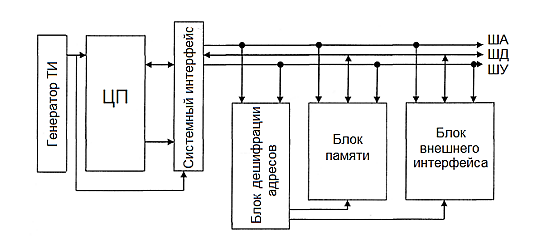 Генератор ТИ
ЦП
Системный интерфейс
ША
ШД
ШУ
Блок дешифрации
адресов
Блок
памяти
Блок
внешнего
интерфейса